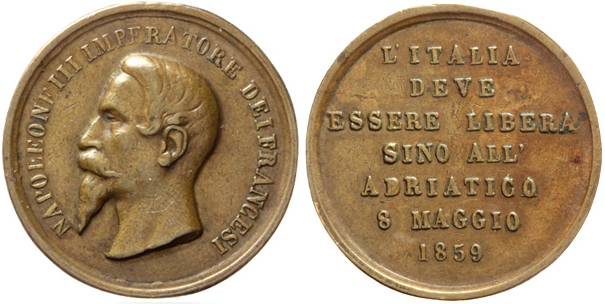 NAPOLEONE III IMPERATORE DEI FRANCESI
L'ITALIA
DEVE
ESSERE LIBERA
SINO ALL'
ADRIATICO
8 MAGGIO
1859